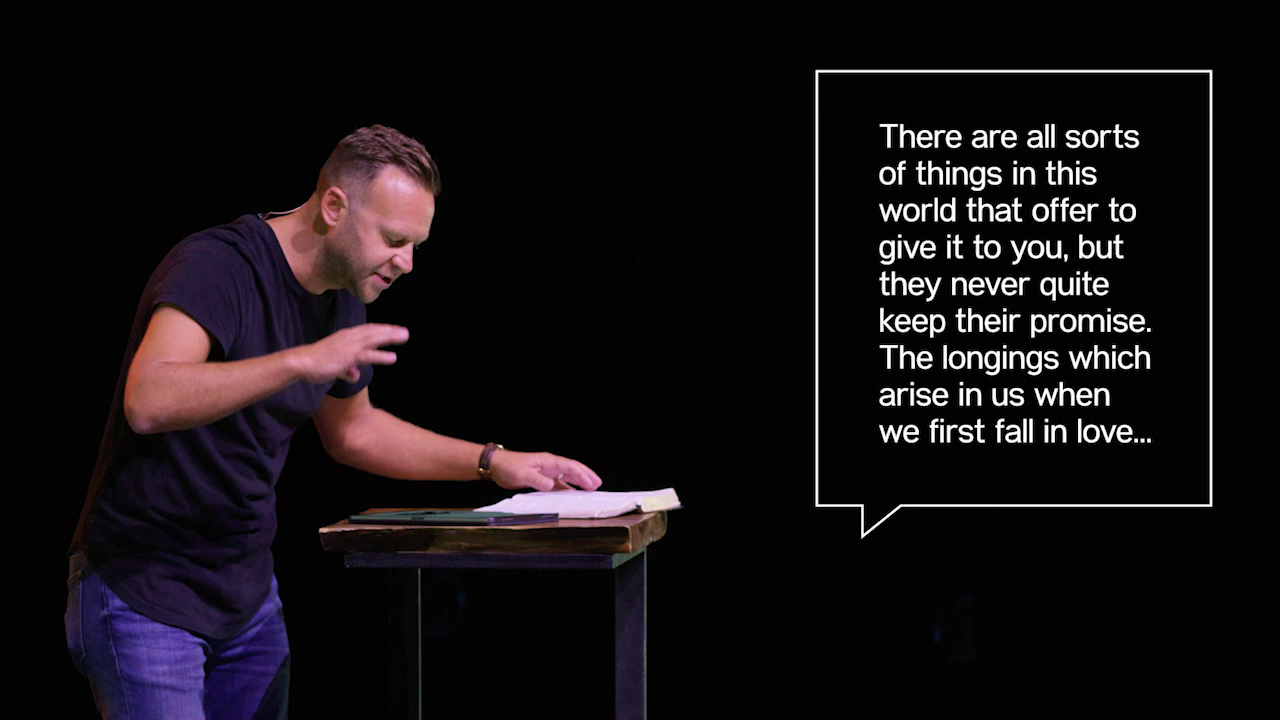 There are all sorts
of things in this
world that offer to
give it to you, but
they never quite
keep their promise.
The longings which
arise in us when
we first fall in love...